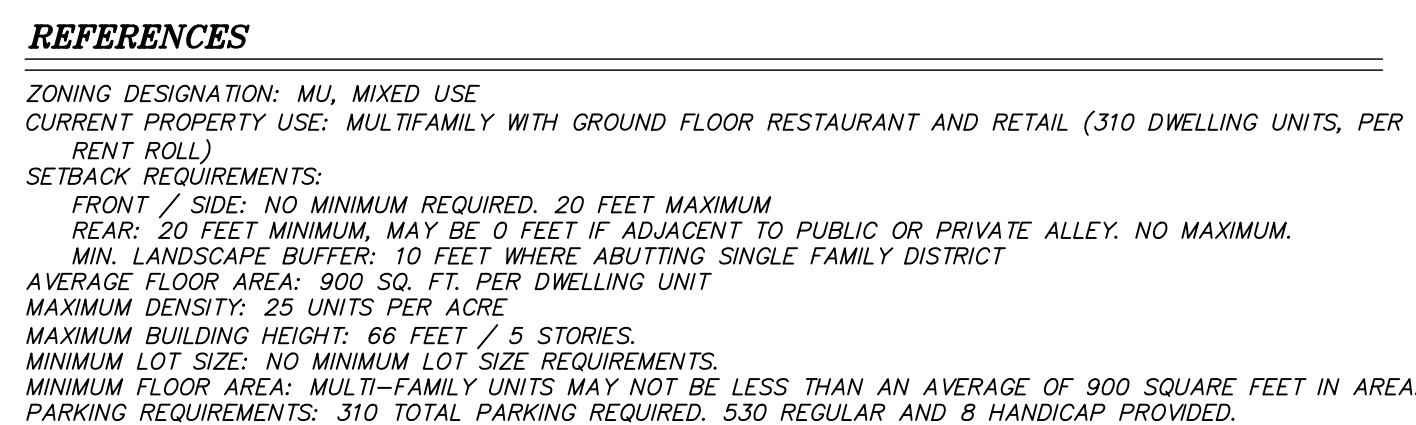 REFERENCES
ZONING DESIGNATION: MU, MIXED USE
CURRENT PROPERTY USE: MULTIFAMILY WITH GROUND FLOOR RESTAURANT AND RETAIL (310 DWELLING UNITS, PER
RENT ROLL)
SETBACK REQUIREMENTS:
FRONT / SIDE: NO MINIMUM REQUIRED. 20 FEET MAXIMUM
REAR: 20 FEET MINIMUM, MAY BE 0 FEET IF ADJACENT TO PUBLIC OR PRIVATE ALLEY. NO MAXIMUM.
MIN. LANDSCAPE BUFFER: 10 FEET WHERE ABUTTING SINGLE FAMILY DISTRICT
AVERAGE FLOOR AREA: 900 SQ. FT. PER DWELLING UNIT
MAXIMUM DENSITY: 25 UNITS PER ACRE
MAXIMUM BUILDING HEIGHT: 66 FEET / 5 STORIES.
MINIMUM LOT SIZE: NO MINIMUM LOT SIZE REQUIREMENTS.
MINIMUM FLOOR AREA: MULTI-FAMILY UNITS MAY NOT BE LESS THAN AN AVERAGE OF 900 SQUARE FEET IN AREA.
PARKING REQUIREMENTS: 310 TOTAL PARKING REQUIRED. 530 REGULAR AND 8 HANDICAP PROVIDED.